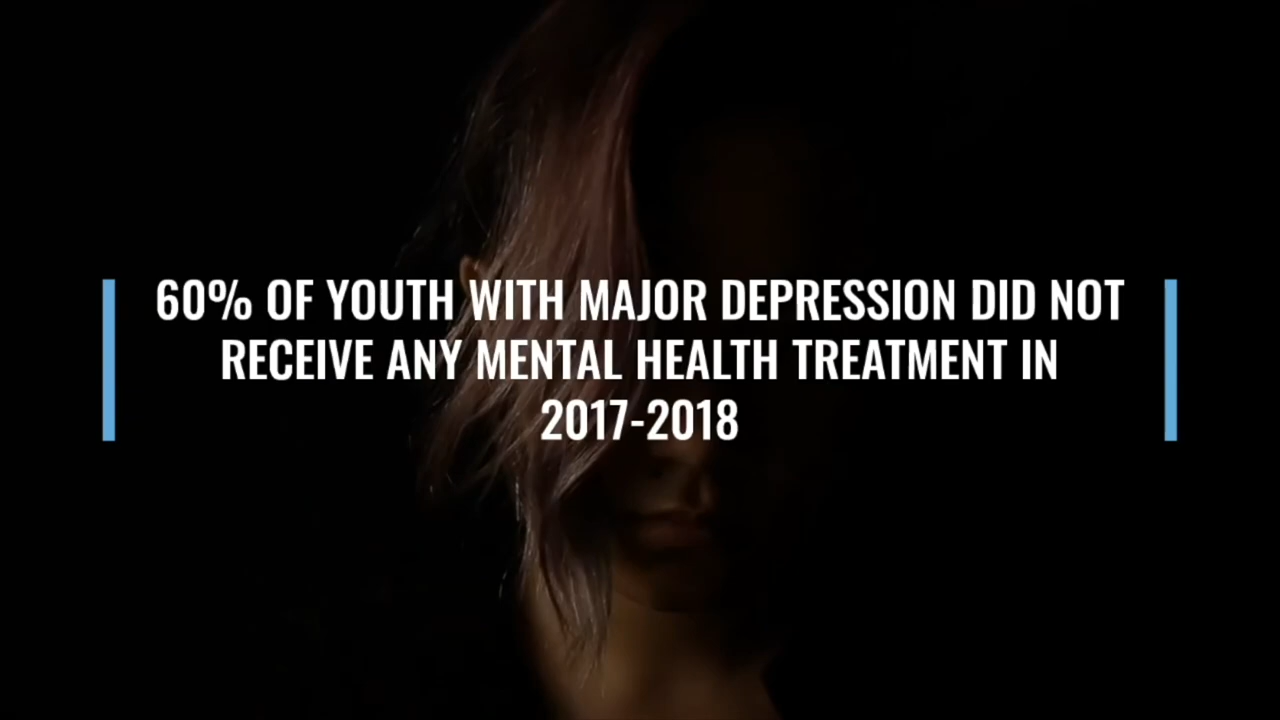 60% OF YOUTH WITH MAJOR DEPRESSION DID NOT
RECEIVE ANY MENTAL HEALTH TREATMENT IN
2017-2018